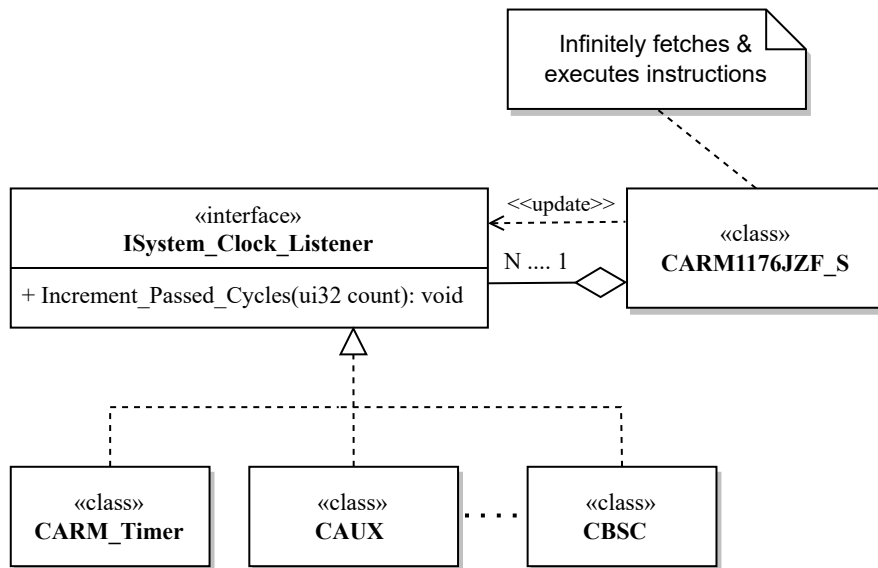 Infinitely fetches &
executes instructions
«interface»
ISystem_Clock_Listener
+ Increment_Passed_Cycles(ui32 count): void
<<update>>
N .... 1
«class»
CARM1176JZF_S
«class»
CARM_Timer
«class»
CAUX
«class»
CBSC